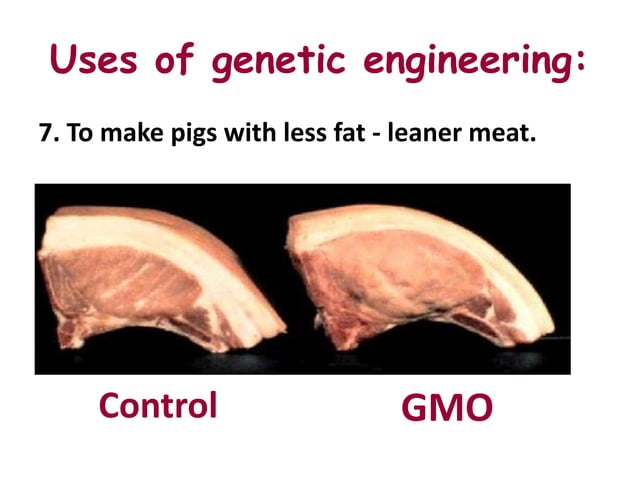 Uses of genetic engineering:
7. To make pigs with less fat - leaner meat.
Control
GMO